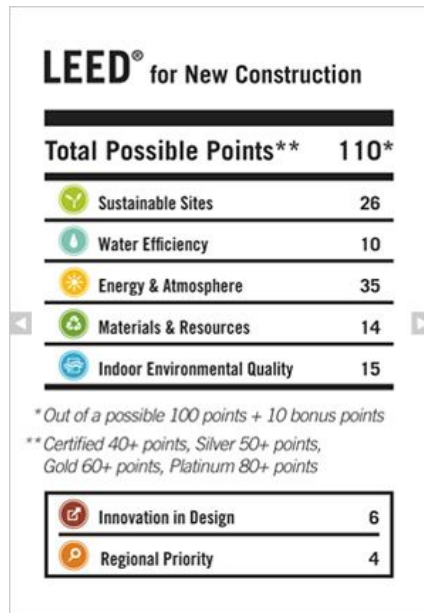 LEED® for New Construction
Total Possible Points** 110*
Sustainable Sites 26
Water Efficiency 10
Energy & Atmosphere 35
Materials & Resources 14
Indoor Environmental Quality 15
*Out of a possible 100 points + 10 bonus points
**Certified 40+ points, Silver 50+ points,
Gold 60+ points, Platinum 80+ points
Innovation in Design 6
Regional Priority 4